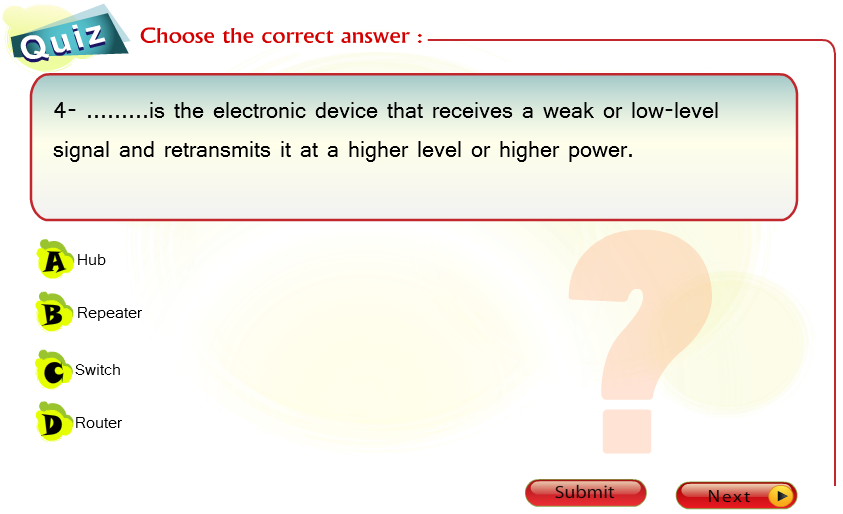 Quiz
Choose the correct answer :
4- .........is the electronic device that receives a weak or low-level
signal and retransmits it at a higher level or higher power.
A Hub
B Repeater
C Switch
D Router
?
Submit
Next